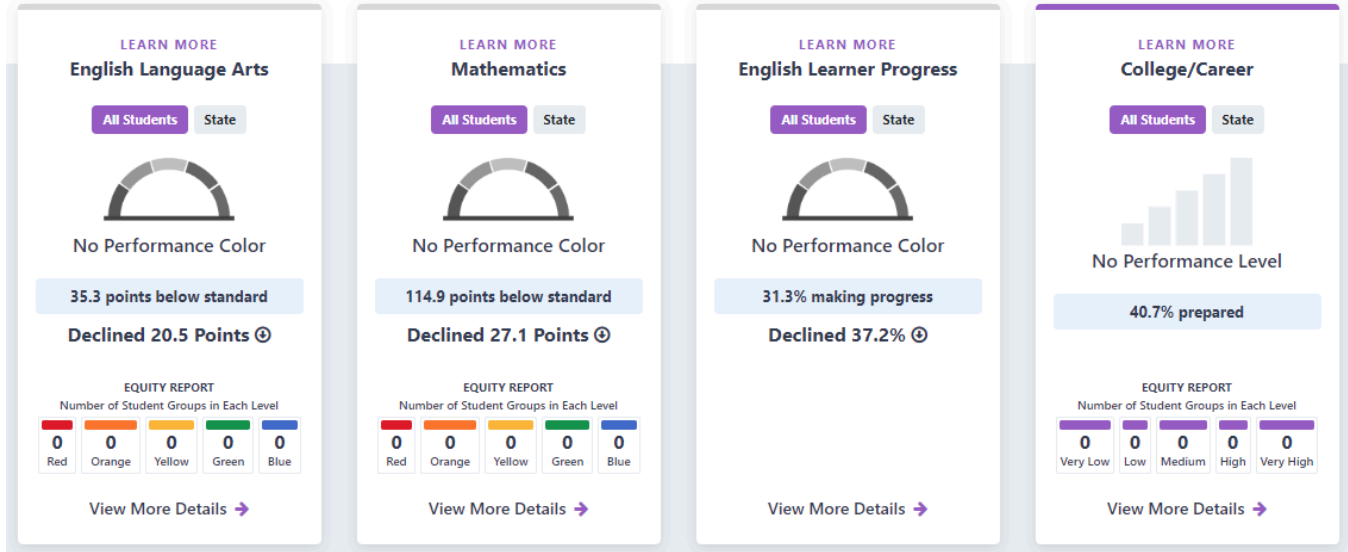 LEARN MORE
English Language Arts
All Students State
No Performance Color
35.3 points below standard
Declined 20.5 Points
EQUITY REPORT
Number of Student Groups in Each Level
0 0 0 0 0
Red Orange Yellow Green Blue
View More Details
LEARN MORE
Mathematics
All Students State
No Performance Color
114.9 points below standard
Declined 27.1 Points
EQUITY REPORT
Number of Student Groups in Each Level
0 0 0 0 0
Red Orange Yellow Green Blue
View More Details
LEARN MORE
English Learner Progress
All Students State
No Performance Color
31.3% making progress
Declined 37.2%
View More Details
LEARN MORE
College/Career
All Students State
No Performance Level
40.7% prepared
EQUITY REPORT
Number of Student Groups in Each Level
0 0 0 0 0
Very Low Low Medium High Very High
View More Details